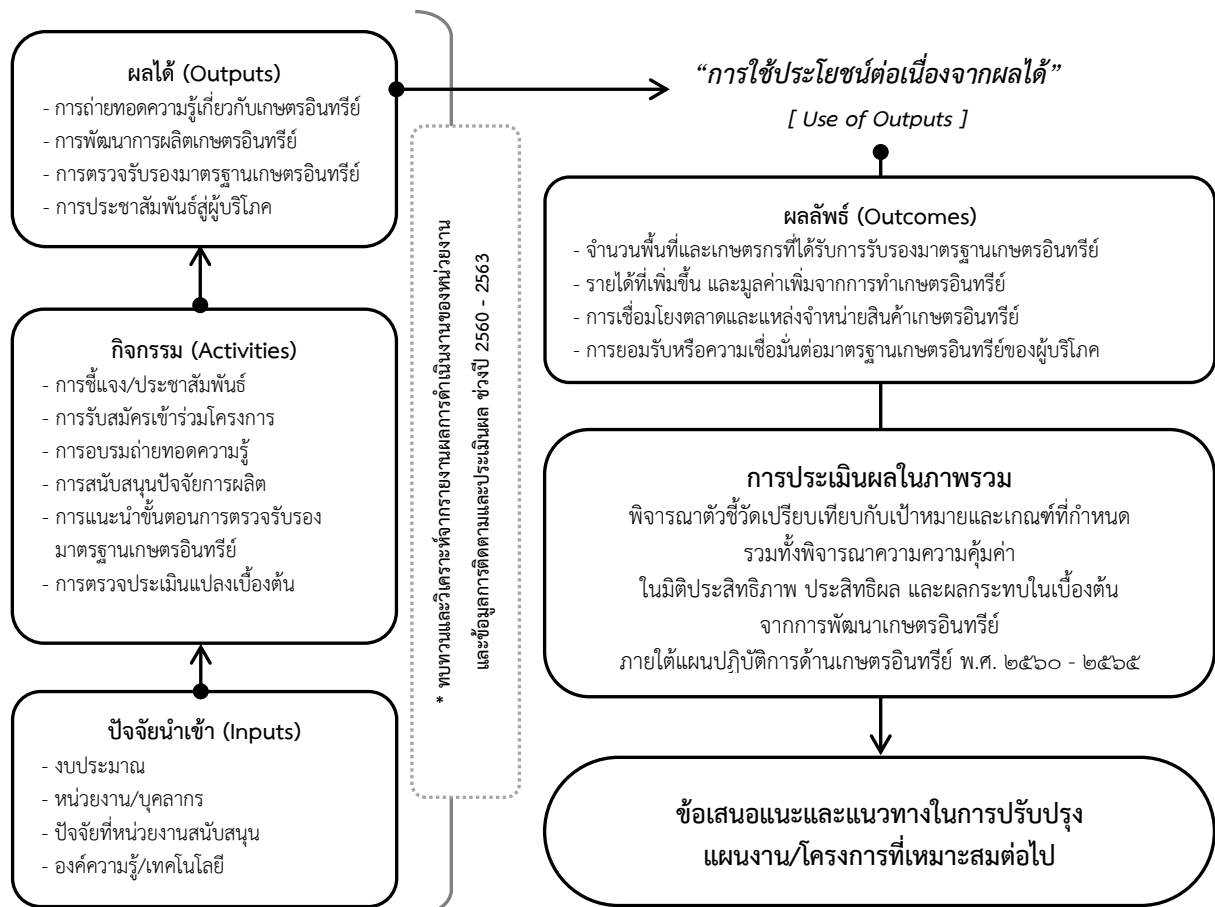 ผลได้ (Outputs)
- การถ่ายทอดความรู้เกี่ยวกับเกษตรอินทรีย์
- การพัฒนาการผลิตเกษตรอินทรีย์
- การตรวจรับรองมาตรฐานเกษตรอินทรีย์
- การประชาสัมพันธ์สู่ผู้บริโภค
กิจกรรม (Activities)
- การชี้แจง/ประชาสัมพันธ์
- การรับสมัครเข้าร่วมโครงการ
- การอบรมถ่ายทอดความรู้
- การสนับสนุนปัจจัยการผลิต
- การแนะนำขั้นตอนการตรวจรับรอง
มาตรฐานเกษตรอินทรีย์
- การตรวจประเมินแปลงเบื้องต้น
ปัจจัยนำเข้า (Inputs)
- งบประมาณ
- หน่วยงาน/บุคลากร
- ปัจจัยที่หน่วยงานสนับสนุน
- องค์ความรู้/เทคโนโลยี
* ทบทวนและวิเคราะห์จากรายงานผลการดำเนินงานของหน่วยงาน
และข้อมูลการติดตามและประเมินผล ช่วงปี 2560 - 2563
“การใช้ประโยชน์ต่อเนื่องจากผลได้”
[ Use of Outputs ]
ผลลัพธ์ (Outcomes)
- จำนวนพื้นที่และเกษตรกรที่ได้รับการรับรองมาตรฐานเกษตรอินทรีย์
- รายได้ที่เพิ่มขึ้น และมูลค่าเพิ่มจากการทำเกษตรอินทรีย์
- การเชื่อมโยงตลาดและแหล่งจำหน่ายสินค้าเกษตรอินทรีย์
- การยอมรับหรือความเชื่อมั่นต่อมาตรฐานเกษตรอินทรีย์ของผู้บริโภค
การประเมินผลในภาพรวม
พิจารณาตัวชี้วัดเปรียบเทียบกับเป้าหมายและเกณฑ์ที่กำหนด
รวมทั้งพิจารณาความความคุ้มค่า
ในมิติประสิทธิภาพ ประสิทธิผล และผลกระทบในเบื้องต้น
จากการพัฒนาเกษตรอินทรีย์
ภายใต้แผนปฏิบัติการด้านเกษตรอินทรีย์ พ.ศ. ๒๕๖๐ - ๒๕๖๕
ข้อเสนอแนะและแนวทางในการปรับปรุง
แผนงาน/โครงการที่เหมาะสมต่อไป